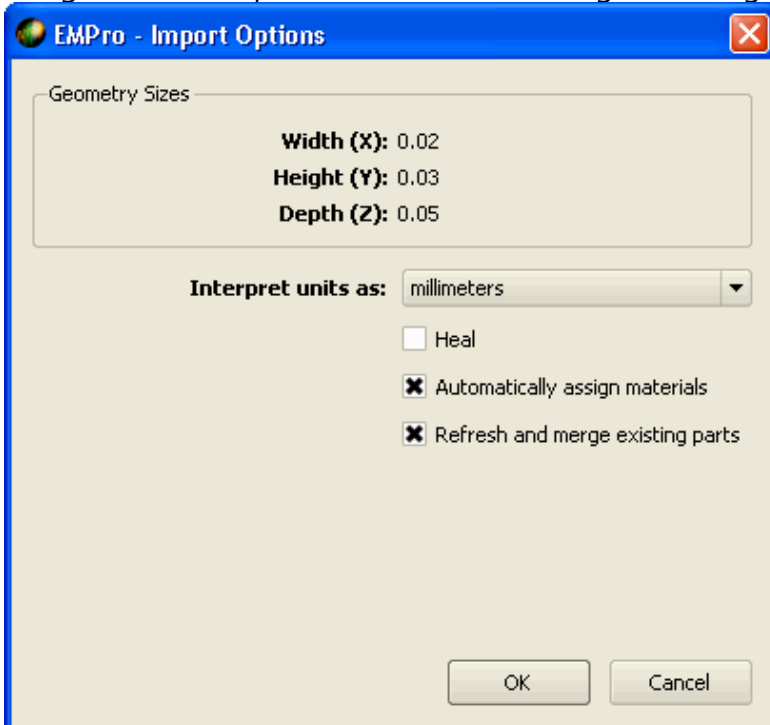 EMPro - Import Options
Geometry Sizes
Width (X): 0.02
Height (Y): 0.03
Depth (Z): 0.05
Interpret units as: millimeters
Heal
Automatically assign materials
Refresh and merge existing parts
OK Cancel